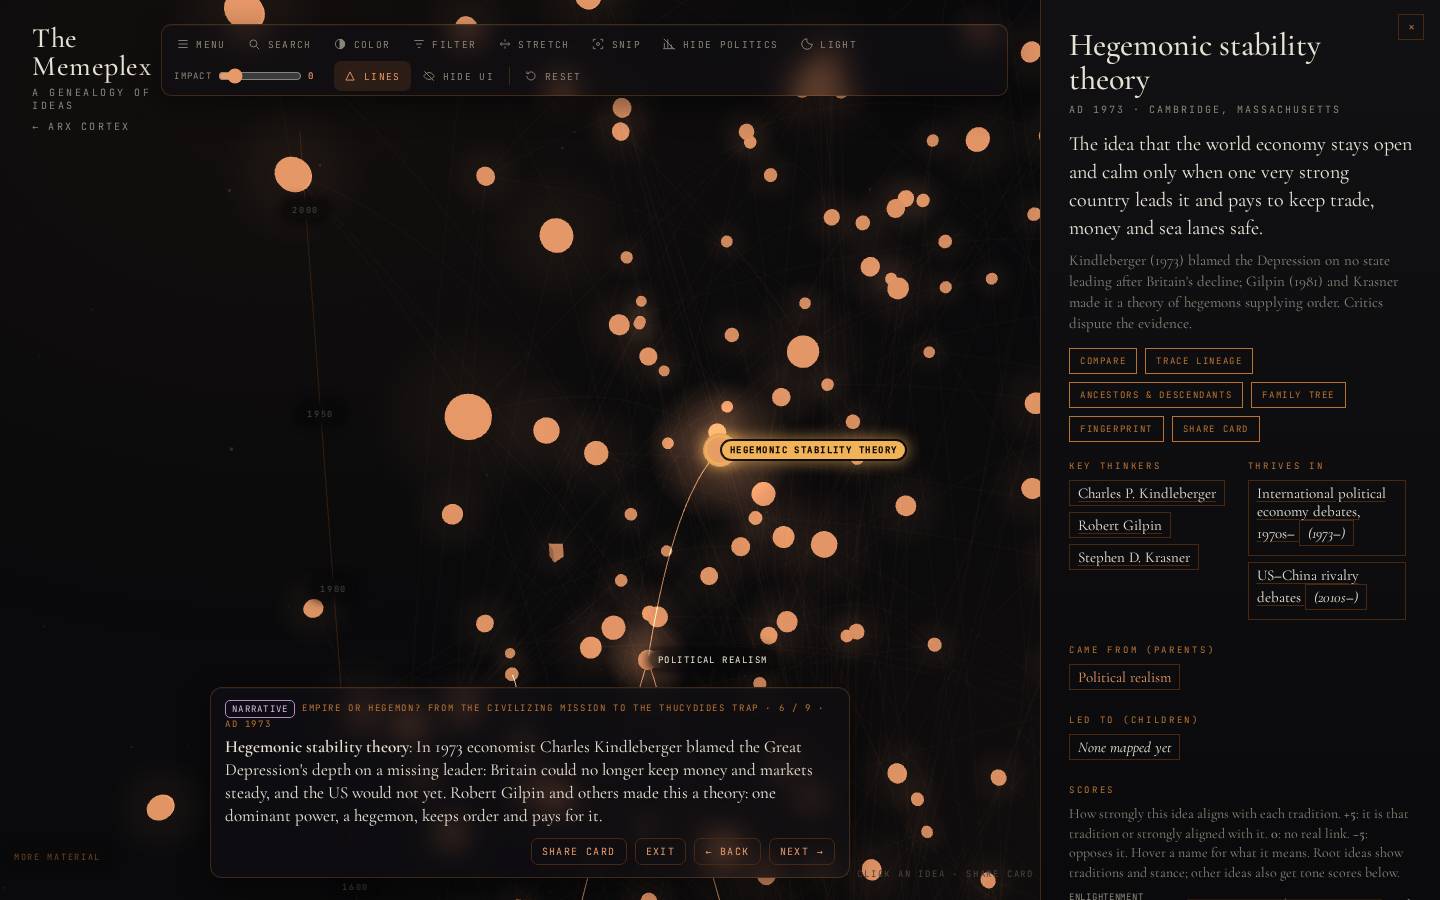 The
Memeplex
A GENEALOGY OF
IDEAS
← ARX CORTEX
MENU
SEARCH
COLOR
FILTER
STRETCH
SNIP
HIDE POLITICS
LIGHT
IMPACT
0
LINES
HIDE UI
RESET
2000
1950
1900
1600
HEGEMONIC STABILITY THEORY
POLITICAL REALISM
NARRATIVE EMPIRE OR HEGEMON? FROM THE CIVILIZING MISSION TO THE THUCYDIDES TRAP · 6 / 9 ·
AD 1973
Hegemonic stability theory: In 1973 economist Charles Kindleberger blamed the Great
Depression's depth on a missing leader: Britain could no longer keep money and markets
steady, and the US would not yet. Robert Gilpin and others made this a theory: one
dominant power, a hegemon, keeps order and pays for it.
SHARE CARD
EXIT
← BACK
NEXT →
MORE MATERIAL
CLICK AN IDEA · SHARE CARD
×
Hegemonic stability
theory
AD 1973 · CAMBRIDGE, MASSACHUSETTS
The idea that the world economy stays open
and calm only when one very strong
country leads it and pays to keep trade,
money and sea lanes safe.
Kindleberger (1973) blamed the Depression on no state
leading after Britain's decline; Gilpin (1981) and Krasner
made it a theory of hegemons supplying order. Critics
dispute the evidence.
COMPARE
TRACE LINEAGE
ANCESTORS & DESCENDANTS
FAMILY TREE
FINGERPRINT
SHARE CARD
KEY THINKERS
Charles P. Kindleberger
Robert Gilpin
Stephen D. Krasner
THRIVES IN
International political
economy debates,
1970s– (1973–)
US–China rivalry
debates (2010s–)
CAME FROM (PARENTS)
Political realism
LED TO (CHILDREN)
None mapped yet
SCORES
How strongly this idea aligns with each tradition. +5: it is that
tradition or strongly aligned with it. 0: no real link. −5:
opposes it. Hover a name for what it means. Root ideas show
traditions and stance; other ideas also get tone scores below.
ENLIGHTENMENT